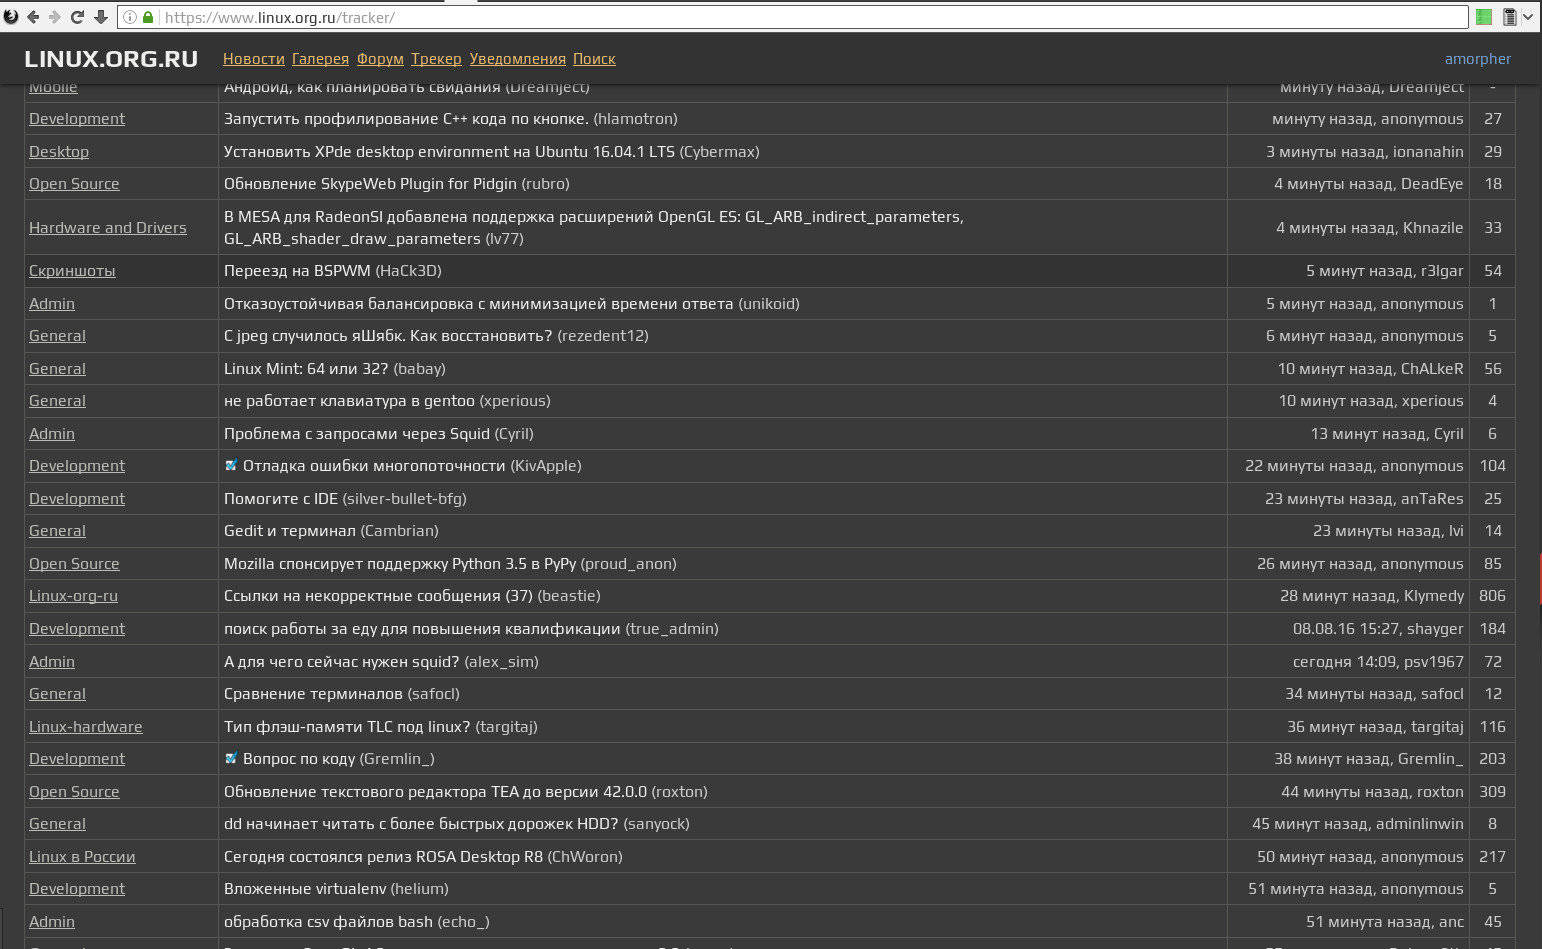 https://www.linux.org.ru/tracker/
LINUX.ORG.RU Новости Галерея Форум Трекер Уведомления Поиск amorpher
Mobile Андроид, как планировать свидания (Dreamject) минуту назад, Dreamject -
Development Запустить профилирование C++ кода по кнопке. (hlamotron) минуту назад, anonymous 27
Desktop Установить XPde desktop environment на Ubuntu 16.04.1 LTS (Cybermax) 3 минуты назад, ionanahin 29
Open Source Обновление SkypeWeb Plugin for Pidgin (rubro) 4 минуты назад, DeadEye 18
Hardware and Drivers В MESA для RadeonSI добавлена поддержка расширений OpenGL ES: GL_ARB_indirect_parameters,
GL_ARB_shader_draw_parameters (lv77) 4 минуты назад, Khnazile 33
Скриншоты Переезд на BSPWM (HaCk3D) 5 минут назад, r3lgar 54
Admin Отказоустойчивая балансировка с минимизацией времени ответа (unikoid) 5 минут назад, anonymous 1
General С jpeg случилось яШябк. Как восстановить? (rezedent12) 6 минут назад, anonymous 5
General Linux Mint: 64 или 32? (babay) 10 минут назад, ChALkeR 56
General не работает клавиатура в gentoo (xperious) 10 минут назад, xperious 4
Admin Проблема с запросами через Squid (Cyril) 13 минут назад, Cyril 6
Development Отладка ошибки многопоточности (KivApple) 22 минуты назад, anonymous 104
Development Помогите с IDE (silver-bullet-bfg) 23 минуты назад, anTaRes 25
General Gedit и терминал (Cambrian) 23 минуты назад, lvi 14
Open Source Mozilla спонсирует поддержку Python 3.5 в PyPy (proud_anon) 26 минут назад, anonymous 85
Linux-org-ru Ссылки на некорректные сообщения (37) (beastie) 28 минут назад, Klymedy 806
Development поиск работы за еду для повышения квалификации (true_admin) 08.08.16 15:27, shayger 184
Admin А для чего сейчас нужен squid? (alex_sim) сегодня 14:09, psv1967 72
General Сравнение терминалов (safocl) 34 минуты назад, safocl 12
Linux-hardware Тип флэш-памяти TLC под linux? (targitaj) 36 минут назад, targitaj 116
Development Вопрос по коду (Gremlin_) 38 минут назад, Gremlin_ 203
Open Source Обновление текстового редактора TEA до версии 42.0.0 (roxton) 44 минуты назад, roxton 309
General dd начинает читать с более быстрых дорожек HDD? (sanyock) 45 минут назад, adminlinwin 8
Linux в России Сегодня состоялся релиз ROSA Desktop R8 (ChWoron) 50 минут назад, anonymous 217
Development Вложенные virtualenv (helium) 51 минута назад, anonymous 5
Admin обработка csv файлов bash (echo_) 51 минута назад, anc 45